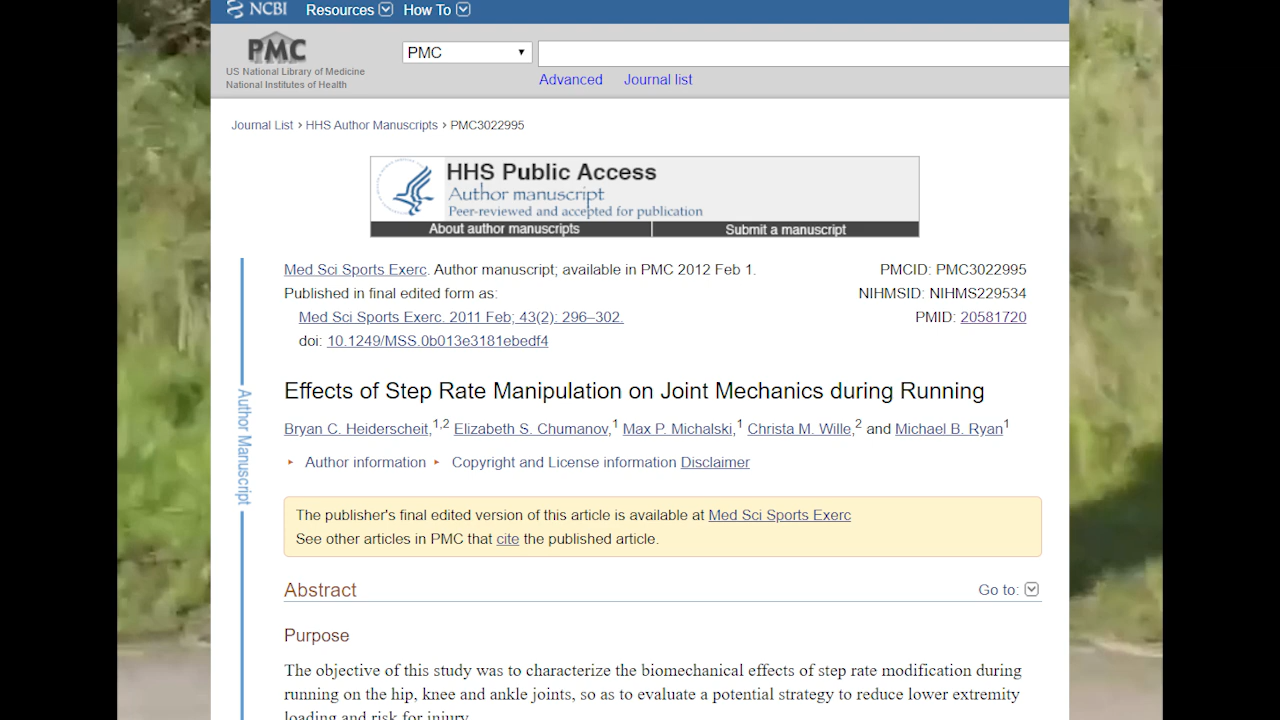 NCBI Resources How To
PMC
US National Library of Medicine
National Institutes of Health
PMC
Advanced Journal list
Journal List › HHS Author Manuscripts › PMC3022995
HHS Public Access
Author manuscript
Peer-reviewed and accepted for publication
About author manuscripts Submit a manuscript
Med Sci Sports Exerc. Author manuscript; available in PMC 2012 Feb 1. PMCID: PMC3022995
Published in final edited form as: NIHMSID: NIHMS229534
Med Sci Sports Exerc. 2011 Feb; 43(2): 296–302. PMID: 20581720
doi: 10.1249/MSS.0b013e3181ebedf4
Author Manuscript
Effects of Step Rate Manipulation on Joint Mechanics during Running
Bryan C. Heiderscheit,1,2 Elizabeth S. Chumanov,1 Max P. Michalski,1 Christa M. Wille,2 and Michael B. Ryan1
Author information Copyright and License information Disclaimer
The publisher's final edited version of this article is available at Med Sci Sports Exerc
See other articles in PMC that cite the published article.
Abstract Go to:
Purpose
The objective of this study was to characterize the biomechanical effects of step rate modification during
running on the hip, knee and ankle joints, so as to evaluate a potential strategy to reduce lower extremity
loading and risk for injury.